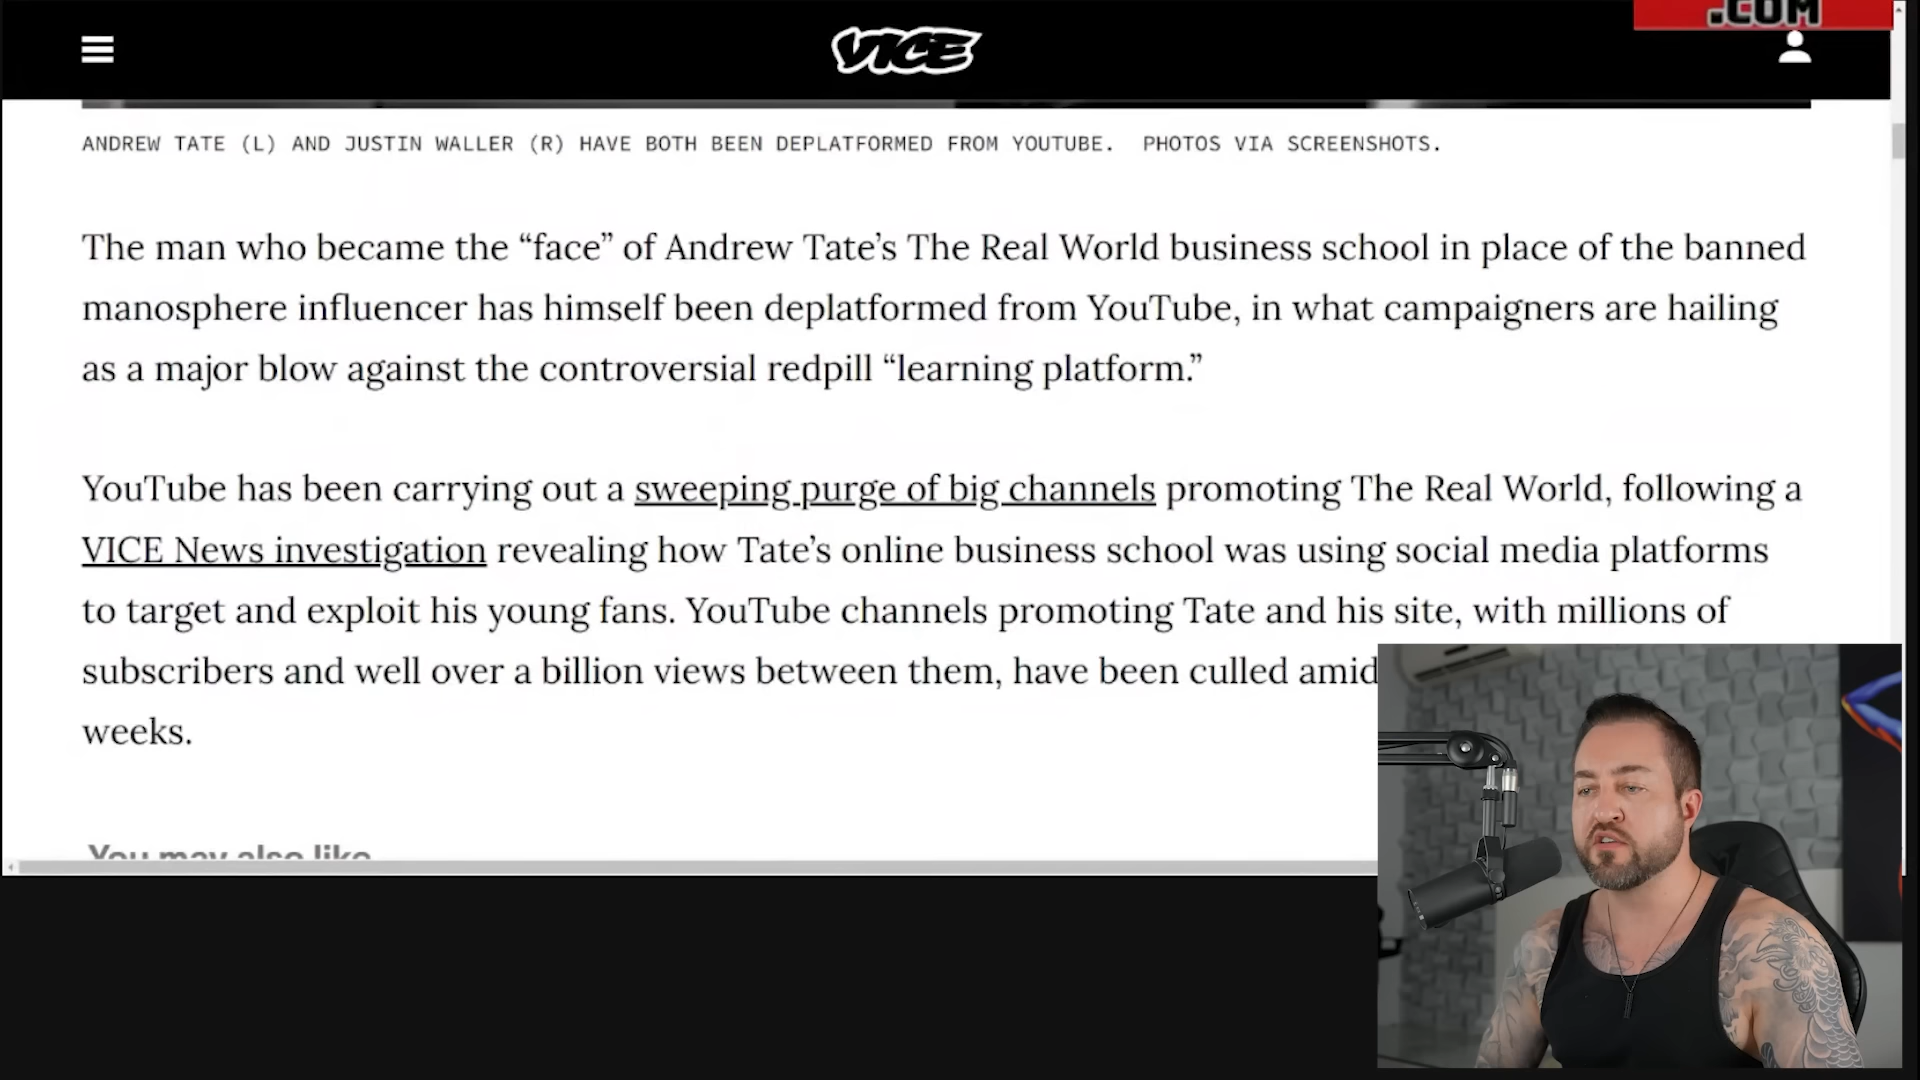 .COM
VICE
ANDREW TATE (L) AND JUSTIN WALLER (R) HAVE BOTH BEEN DEPLATFORMED FROM YOUTUBE. PHOTOS VIA SCREENSHOTS.
The man who became the “face” of Andrew Tate’s The Real World business school in place of the banned
manosphere influencer has himself been deplatformed from YouTube, in what campaigners are hailing
as a major blow against the controversial redpill “learning platform.”
YouTube has been carrying out a sweeping purge of big channels promoting The Real World, following a
VICE News investigation revealing how Tate’s online business school was using social media platforms
to target and exploit his young fans. YouTube channels promoting Tate and his site, with millions of
subscribers and well over a billion views between them, have been culled amid
weeks.
You may also like